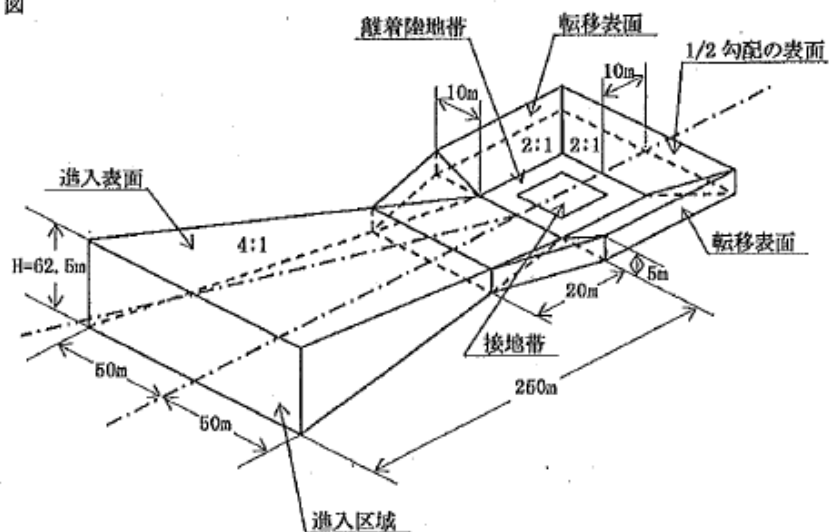 図
離着陸地帯
転移表面
1/2 勾配の表面
10m
10m
2:1
2:1
進入表面
4:1
H=62.5m
転移表面
5m
20m
接地帯
250m
50m
50m
進入区域